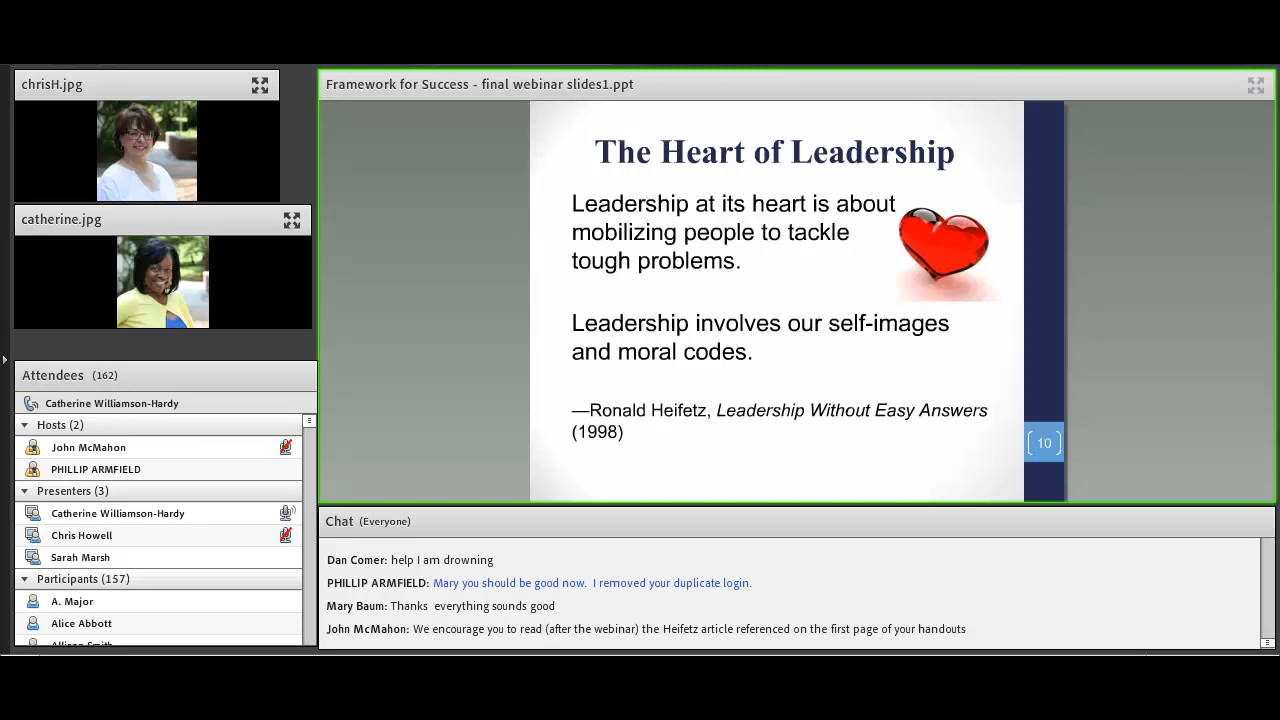 chrisH.jpg
catherine.jpg
Attendees (162)
Catherine Williamson-Hardy
Hosts (2)
John McMahon
PHILLIP ARMFIELD
Presenters (3)
Catherine Williamson-Hardy
Chris Howell
Sarah Marsh
Participants (157)
A. Major
Alice Abbott
Allison Smith
Framework for Success - final webinar slides1.ppt
The Heart of Leadership
Leadership at its heart is about
mobilizing people to tackle
tough problems.
Leadership involves our self-images
and moral codes.
—Ronald Heifetz, Leadership Without Easy Answers
(1998)
10
Chat (Everyone)
Dan Comer: help I am drowning
PHILLIP ARMFIELD: Mary you should be good now. I removed your duplicate login.
Mary Baum: Thanks everything sounds good
John McMahon: We encourage you to read (after the webinar) the Heifetz article referenced on the first page of your handouts